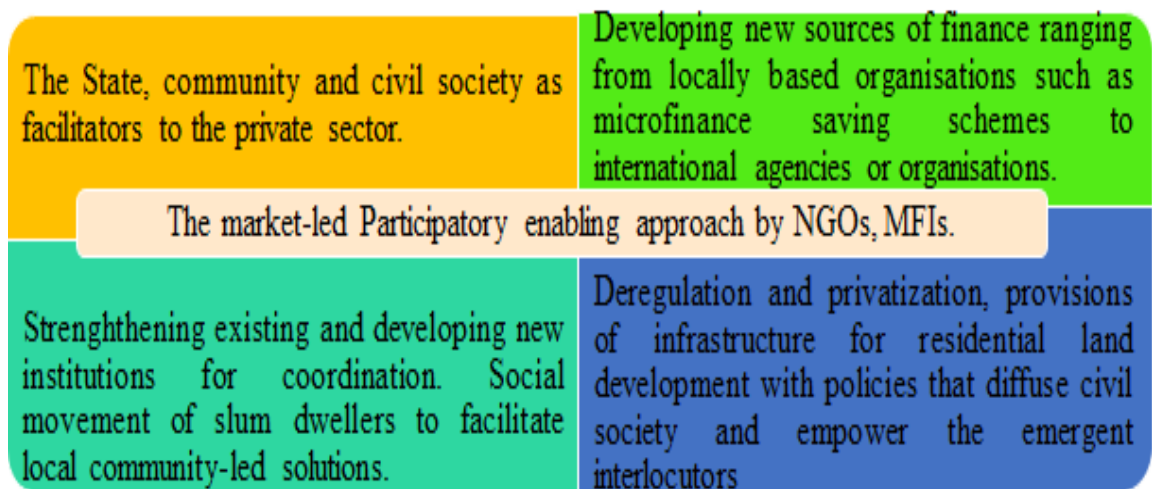 The State, community and civil society as
facilitators to the private sector.
Developing new sources of finance ranging
from locally based organisations such as
microfinance saving schemes to
international agencies or organisations.
The market-led Participatory enabling approach by NGOs, MFIs.
Strenghthening existing and developing new
institutions for coordination. Social
movement of slum dwellers to facilitate
local community-led solutions.
Deregulation and privatization, provisions
of infrastructure for residential land
development with policies that diffuse civil
society and empower the emergent
interlocutors